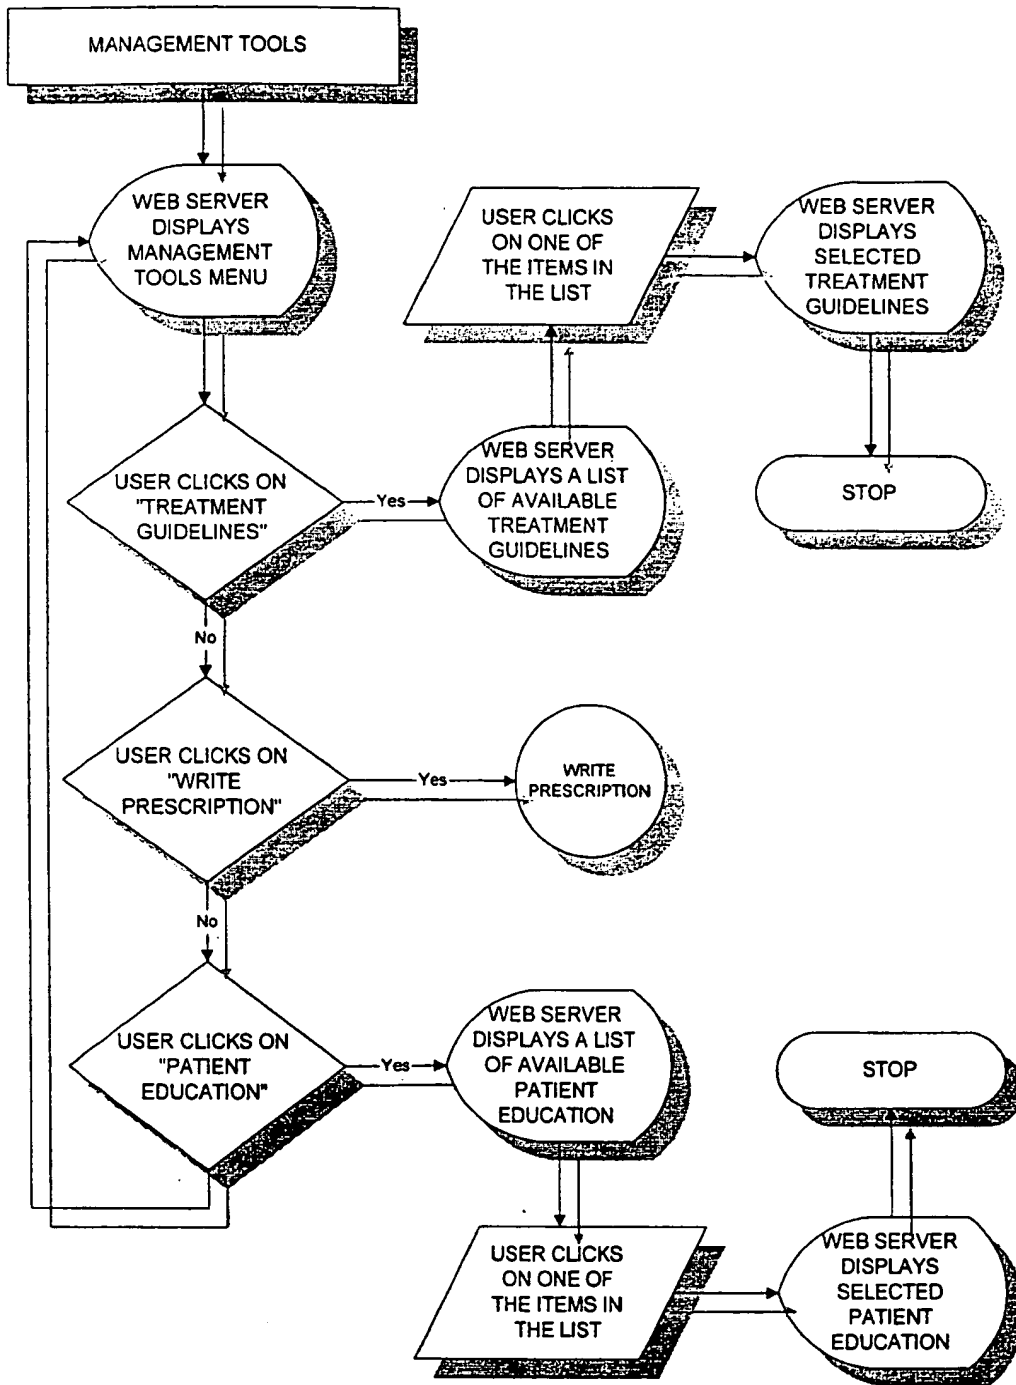 MANAGEMENT TOOLS
WEB SERVER
DISPLAYS
MANAGEMENT
TOOLS MENU
USER CLICKS
ON ONE OF
THE ITEMS IN
THE LIST
WEB SERVER
DISPLAYS
SELECTED
TREATMENT
GUIDELINES
USER CLICKS ON
"TREATMENT
GUIDELINES"
Yes
WEB SERVER
DISPLAYS A LIST
OF AVAILABLE
TREATMENT
GUIDELINES
STOP
No
USER CLICKS ON
"WRITE
PRESCRIPTION"
Yes
WRITE
PRESCRIPTION
No
USER CLICKS ON
"PATIENT
EDUCATION"
Yes
WEB SERVER
DISPLAYS A LIST
OF AVAILABLE
PATIENT
EDUCATION
STOP
USER CLICKS
ON ONE OF
THE ITEMS IN
THE LIST
WEB SERVER
DISPLAYS
SELECTED
PATIENT
EDUCATION